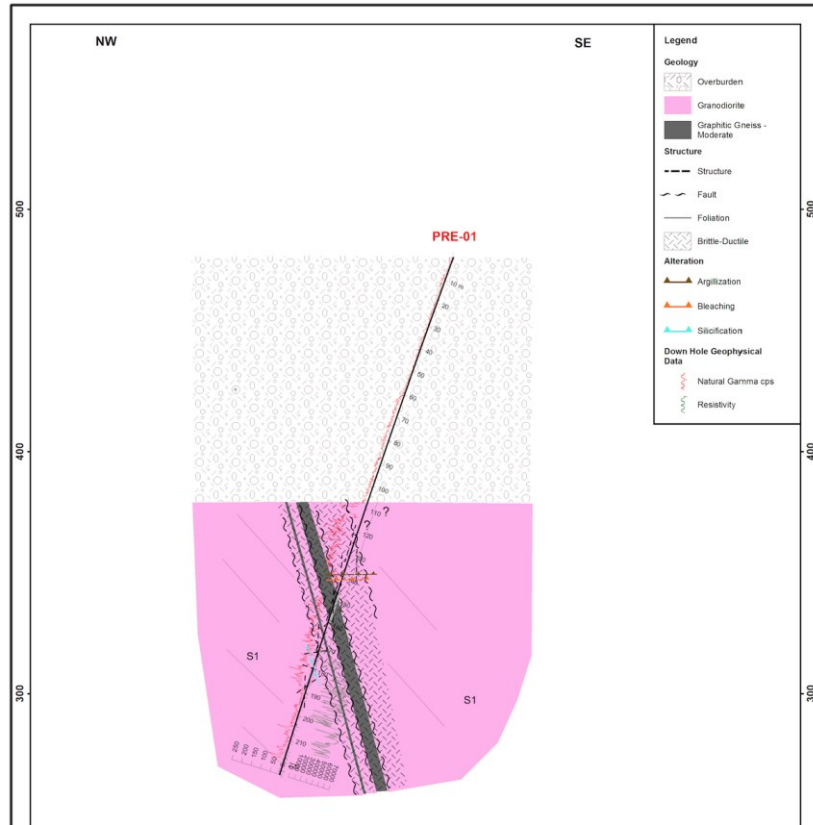 NW
SE
Legend
Geology
Overburden
Granodiorite
Graphitic Gneiss -
Moderate
Structure
Structure
Fault
Foliation
Brittle-Ductile
Alteration
Argillization
Bleaching
Silicification
Down Hole Geophysical
Data
Natural Gamma cps
Resistivity
500
500
PRE-01
10 m
20
30
40
50
60
70
80
90
400
400
100
110 ?
?
120
S1
S1
300
300
190
200
210
250
200
150
100
50